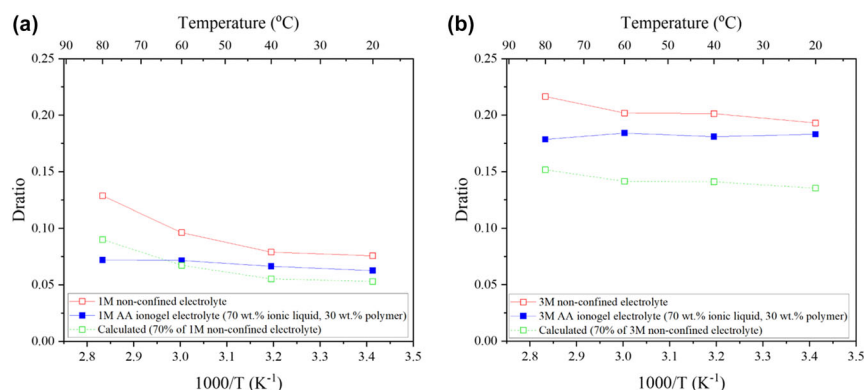 (a)
Temperature (°C)
90 80 70 60 50 40 30 20
0.25
0.20
0.15
0.10
0.05
0.00
Dratio
1M non-confined electrolyte
1M AA ionogel electrolyte (70 wt.% ionic liquid, 30 wt.% polymer)
Calculated (70% of 1M non-confined electrolyte)
2.8 2.9 3.0 3.1 3.2 3.3 3.4 3.5
1000/T (K⁻¹)
(b)
Temperature (°C)
90 80 70 60 50 40 30 20
0.25
0.20
0.15
0.10
0.05
0.00
Dratio
3M non-confined electrolyte
3M AA ionogel electrolyte (70 wt.% ionic liquid, 30 wt.% polymer)
Calculated (70% of 3M non-confined electrolyte)
2.8 2.9 3.0 3.1 3.2 3.3 3.4 3.5
1000/T (K⁻¹)